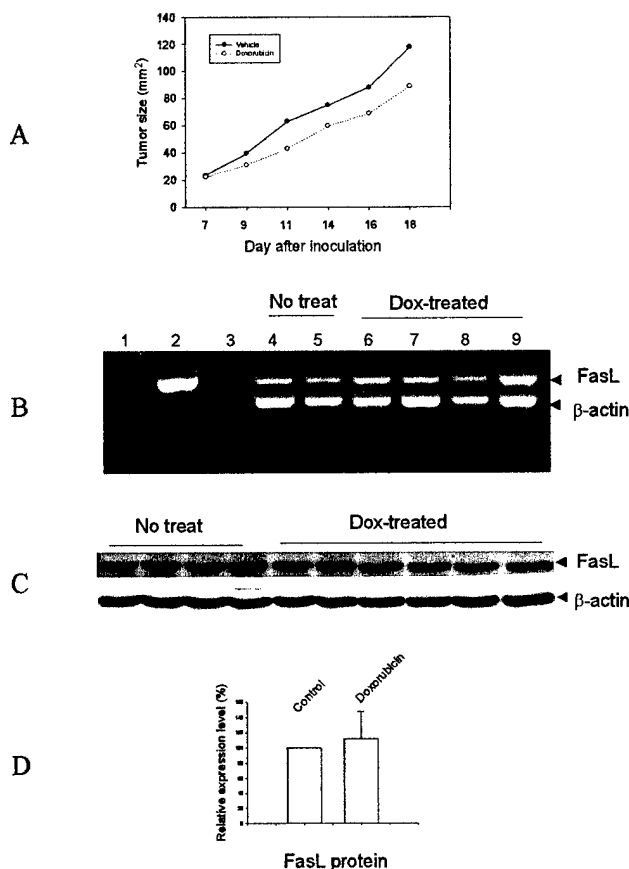 A
140
120
100
80
60
40
20
0
Tumor size (mm²)
Vehicle
Doxorubicin
7 9 11 14 16 18
Day after inoculation
B
No treat Dox-treated
1 2 3 4 5 6 7 8 9
FasL
β-actin
C
No treat Dox-treated
FasL
β-actin
D
Relative expression level (%)
Control
Doxorubicin
FasL protein